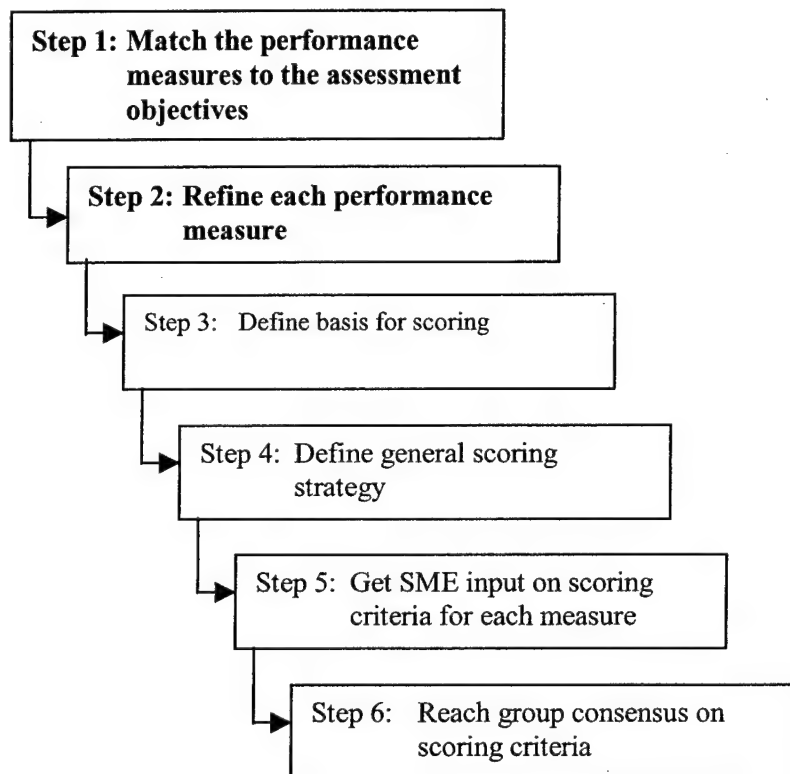 Step 1: Match the performance
measures to the assessment
objectives
Step 2: Refine each performance
measure
Step 3: Define basis for scoring
Step 4: Define general scoring
strategy
Step 5: Get SME input on scoring
criteria for each measure
Step 6: Reach group consensus on
scoring criteria